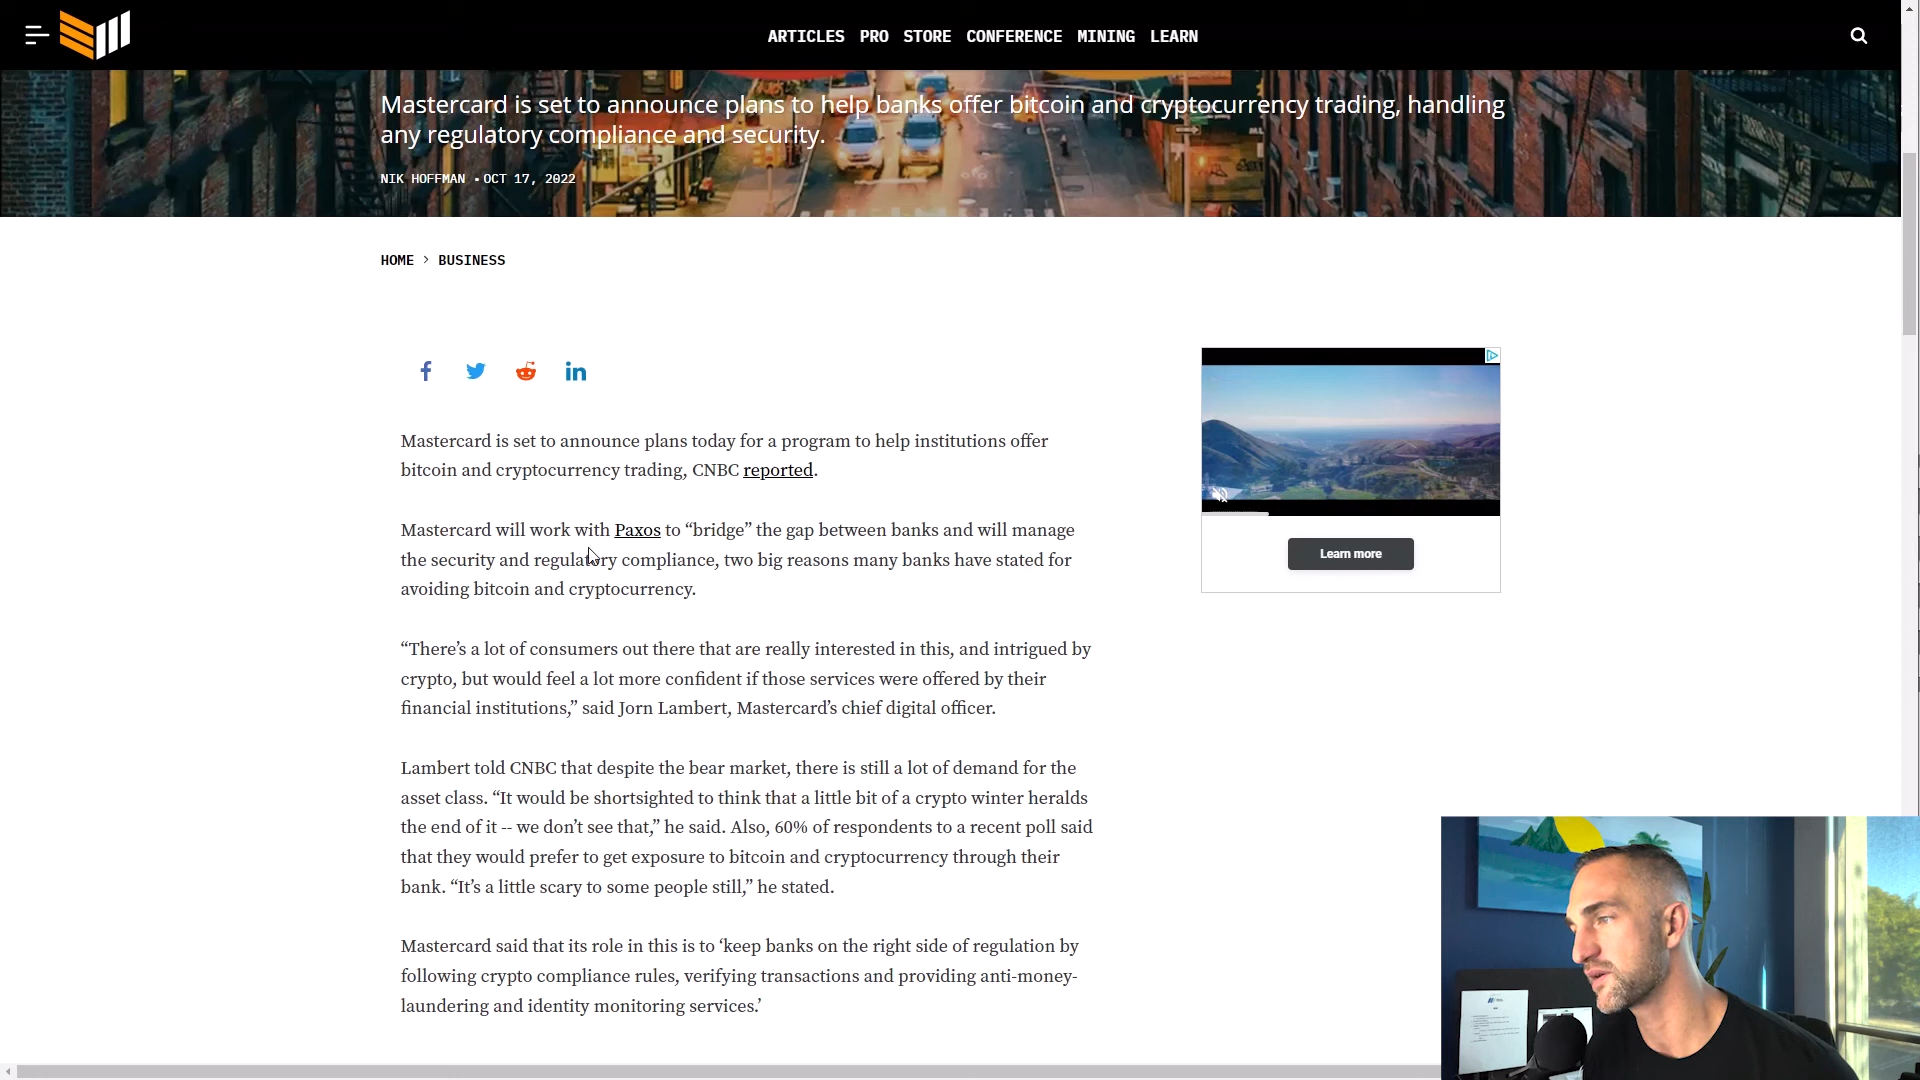 ARTICLES PRO STORE CONFERENCE MINING LEARN
Mastercard is set to announce plans to help banks offer bitcoin and cryptocurrency trading, handling
any regulatory compliance and security.
NIK HOFFMAN • OCT 17, 2022
HOME > BUSINESS
Mastercard is set to announce plans today for a program to help institutions offer
bitcoin and cryptocurrency trading, CNBC reported.
Mastercard will work with Paxos to “bridge” the gap between banks and will manage
the security and regulatory compliance, two big reasons many banks have stated for
avoiding bitcoin and cryptocurrency.
Learn more
“There’s a lot of consumers out there that are really interested in this, and intrigued by
crypto, but would feel a lot more confident if those services were offered by their
financial institutions,” said Jorn Lambert, Mastercard’s chief digital officer.
Lambert told CNBC that despite the bear market, there is still a lot of demand for the
asset class. “It would be shortsighted to think that a little bit of a crypto winter heralds
the end of it -- we don’t see that,” he said. Also, 60% of respondents to a recent poll said
that they would prefer to get exposure to bitcoin and cryptocurrency through their
bank. “It’s a little scary to some people still,” he stated.
Mastercard said that its role in this is to ‘keep banks on the right side of regulation by
following crypto compliance rules, verifying transactions and providing anti-money-
laundering and identity monitoring services.’